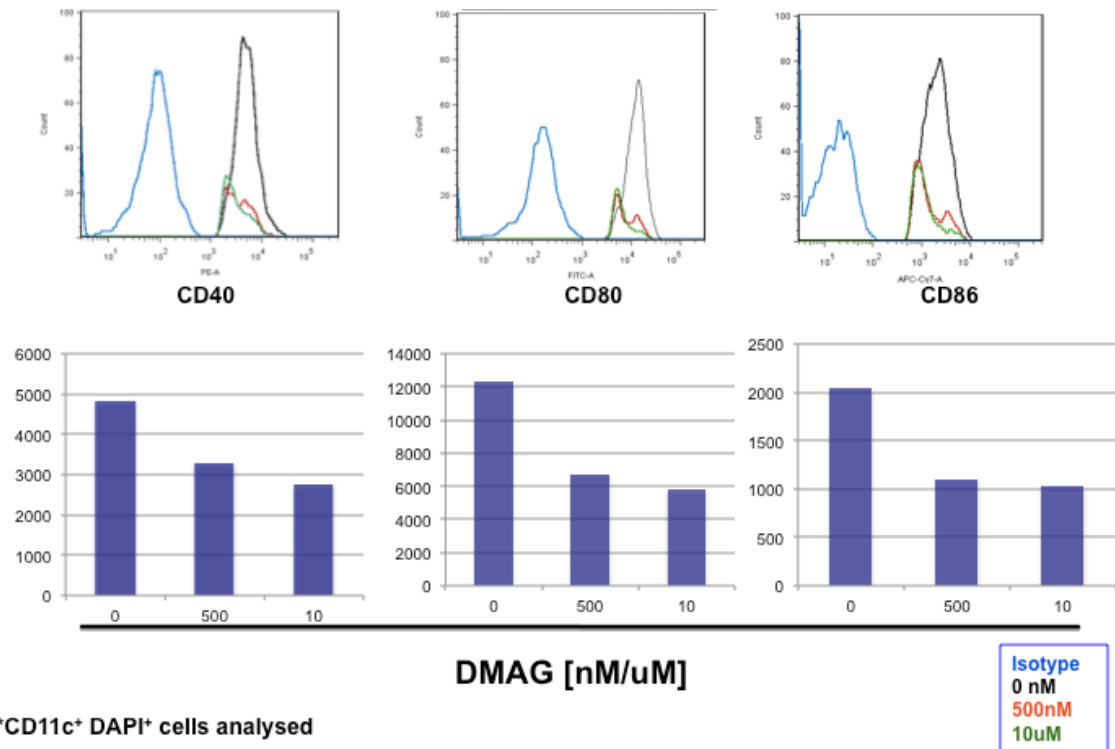 100 100 100
80 80 80
60 60 60
40 40 40
20 20 20
Count Count Count
10¹ 10² 10³ 10⁴ 10⁵ 10¹ 10² 10³ 10⁴ 10⁵ 10¹ 10² 10³ 10⁴ 10⁵
PE-A FITC-A APC-Cy7-A
CD40 CD80 CD86
6000
5000
4000
3000
2000
1000
0
0 500 10
14000
12000
10000
8000
6000
4000
2000
0
0 500 10
2500
2000
1500
1000
500
0
0 500 10
DMAG [nM/uM]
Isotype
0 nM
500nM
10uM
*CD11c⁺ DAPI⁺ cells analysed